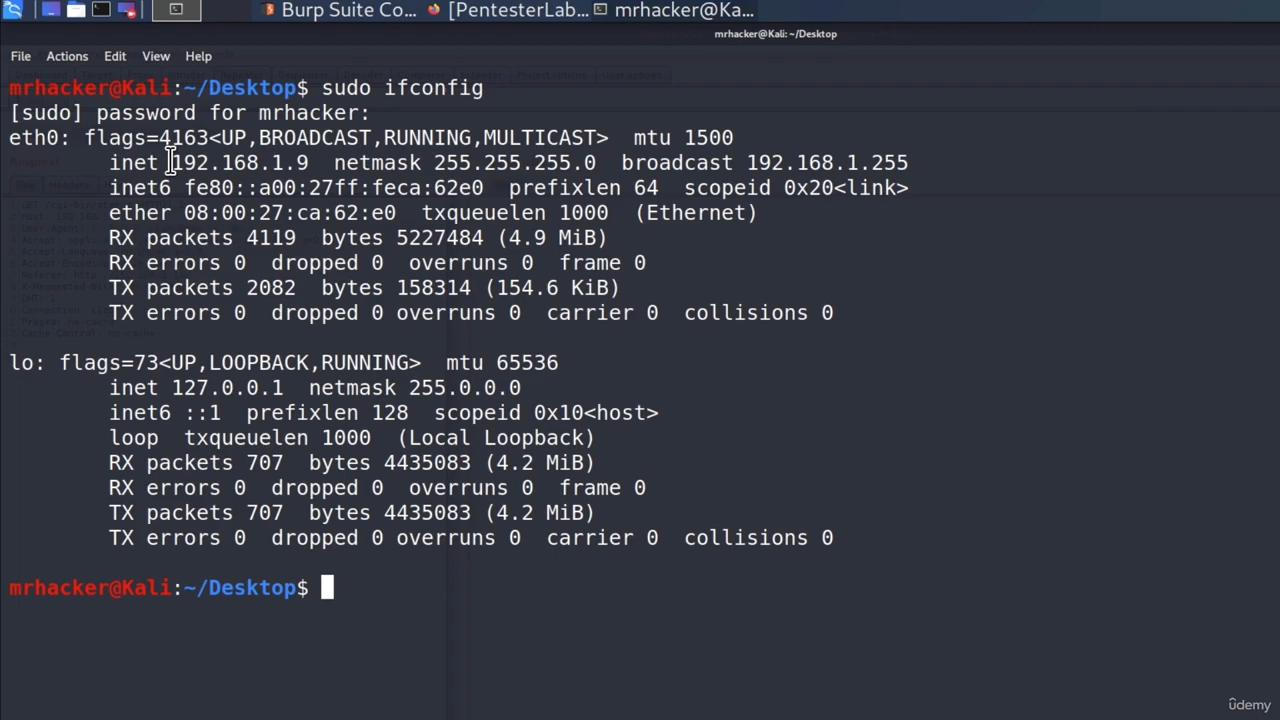 Burp Suite Co... [PentesterLab... mrhacker@Ka...
mrhacker@Kali: ~/Desktop
File Actions Edit View Help
mrhacker@Kali:~/Desktop$ sudo ifconfig
[sudo] password for mrhacker:
eth0: flags=4163<UP,BROADCAST,RUNNING,MULTICAST>  mtu 1500
        inet 192.168.1.9  netmask 255.255.255.0  broadcast 192.168.1.255
        inet6 fe80::a00:27ff:feca:62e0  prefixlen 64  scopeid 0x20<link>
        ether 08:00:27:ca:62:e0  txqueuelen 1000  (Ethernet)
        RX packets 4119  bytes 5227484 (4.9 MiB)
        RX errors 0  dropped 0  overruns 0  frame 0
        TX packets 2082  bytes 158314 (154.6 KiB)
        TX errors 0  dropped 0 overruns 0  carrier 0  collisions 0
lo: flags=73<UP,LOOPBACK,RUNNING>  mtu 65536
        inet 127.0.0.1  netmask 255.0.0.0
        inet6 ::1  prefixlen 128  scopeid 0x10<host>
        loop  txqueuelen 1000  (Local Loopback)
        RX packets 707  bytes 4435083 (4.2 MiB)
        RX errors 0  dropped 0  overruns 0  frame 0
        TX packets 707  bytes 4435083 (4.2 MiB)
        TX errors 0  dropped 0 overruns 0  carrier 0  collisions 0
mrhacker@Kali:~/Desktop$
ûdemy